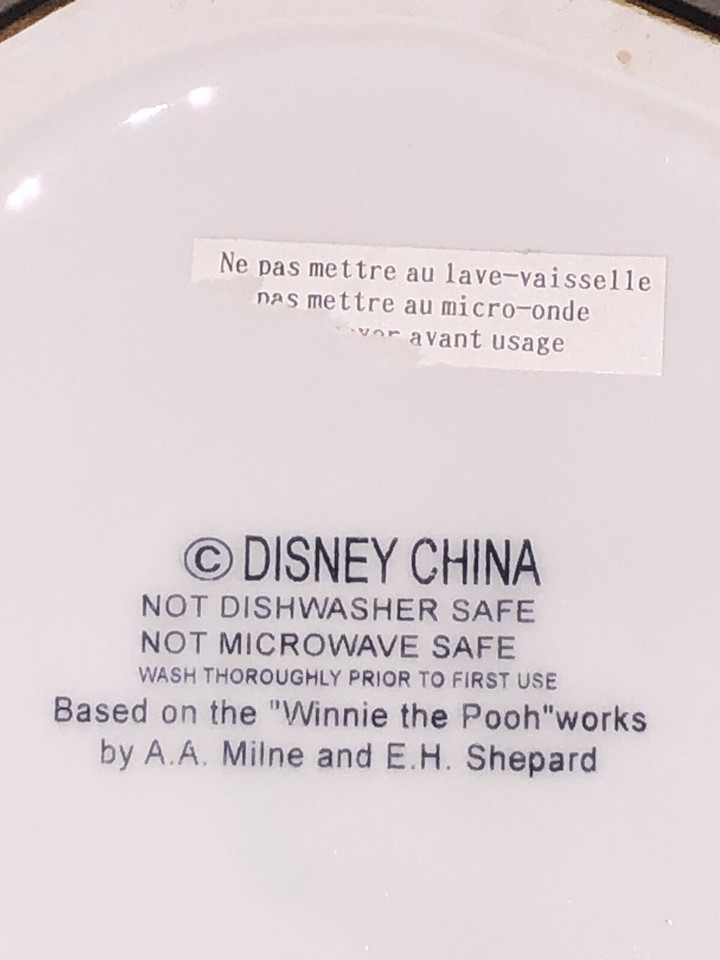 Ne pas mettre au lave-vaisselle
pas mettre au micro-onde
avant usage
© DISNEY CHINA
NOT DISHWASHER SAFE
NOT MICROWAVE SAFE
WASH THOROUGHLY PRIOR TO FIRST USE
Based on the "Winnie the Pooh"works
by A.A. Milne and E.H. Shepard